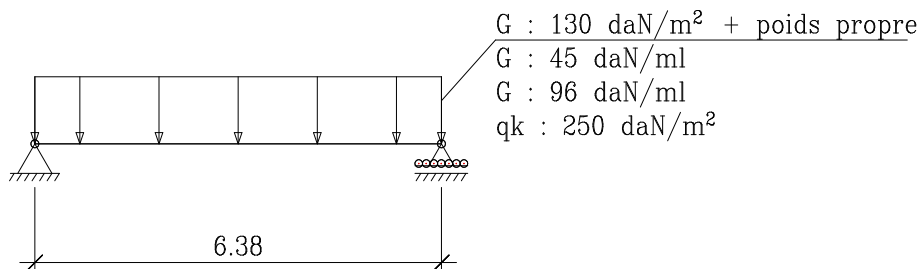 G : 130 daN/m² + poids propre
G : 45 daN/ml
G : 96 daN/ml
qk : 250 daN/m²
6.38